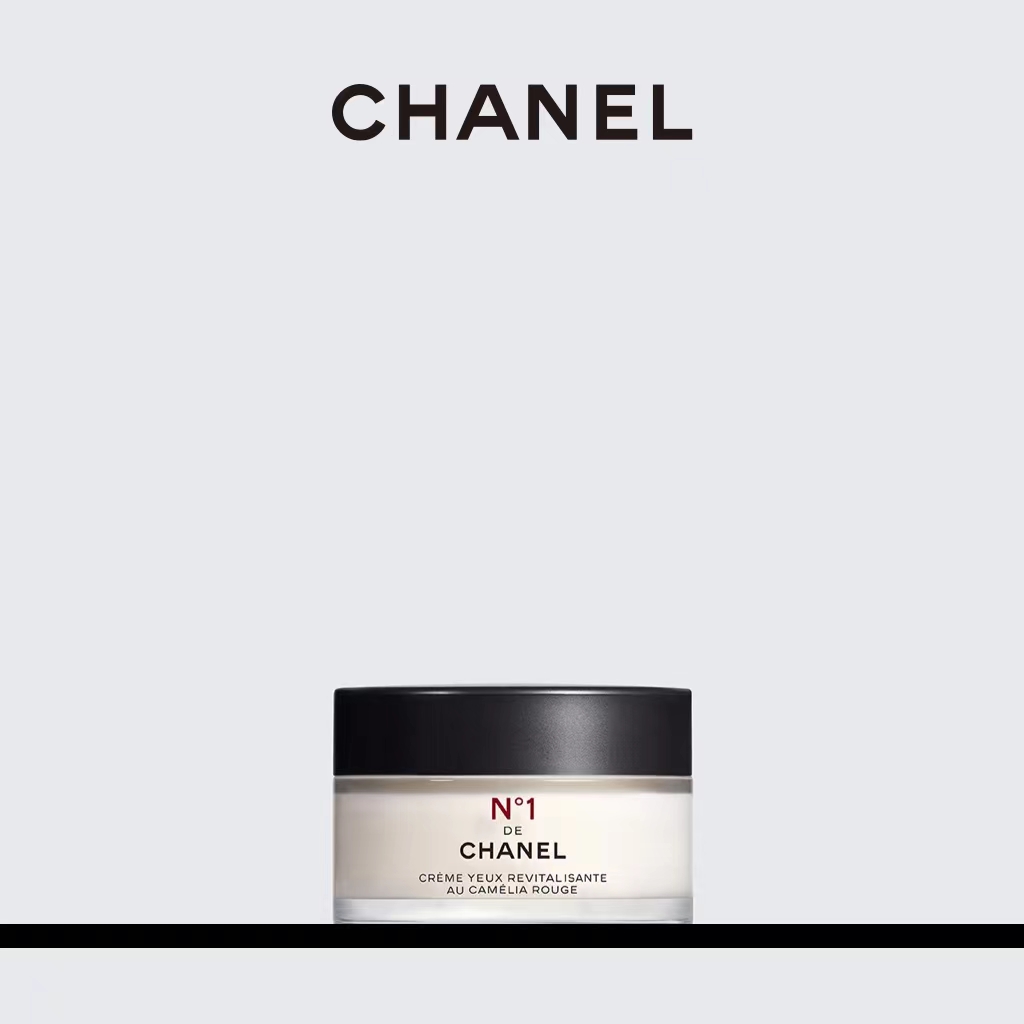 CHANEL
N°1
DE
CHANEL
CRÈME YEUX REVITALISANTE
AU CAMÉLIA ROUGE